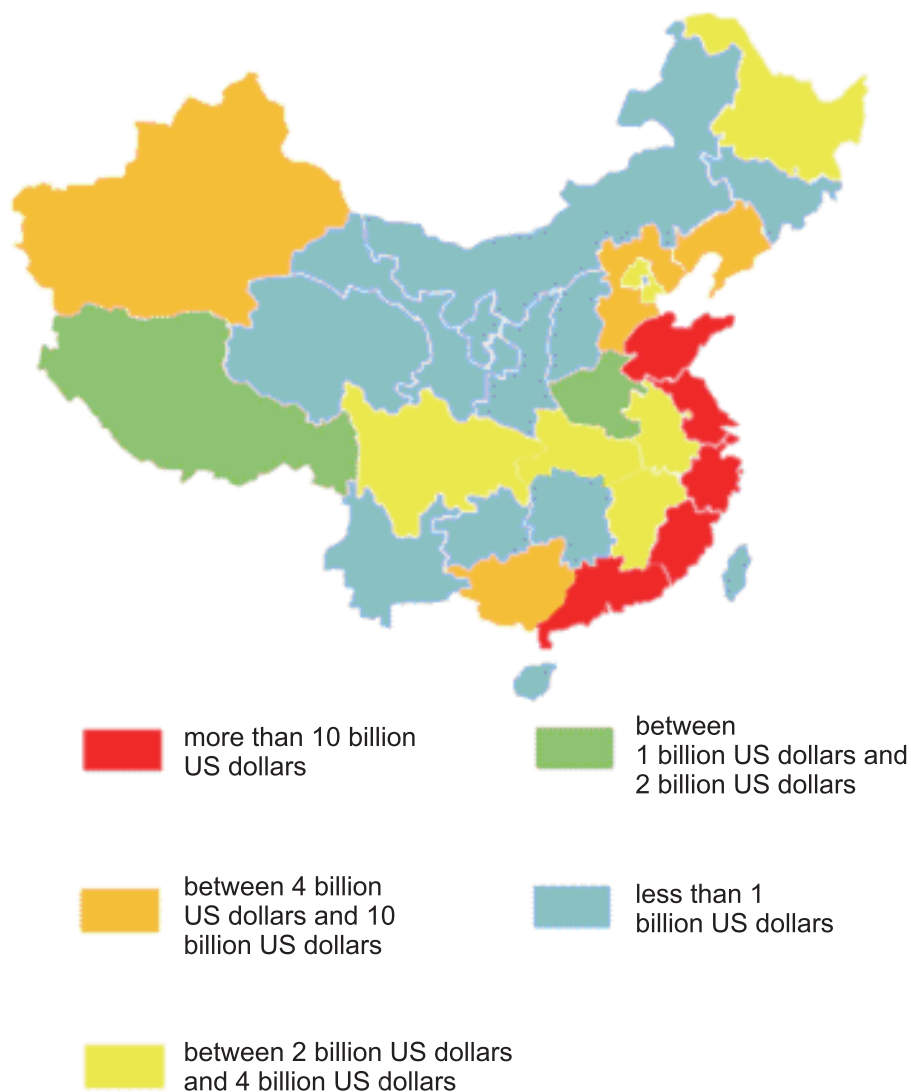 more than 10 billion
US dollars
between
1 billion US dollars and
2 billion US dollars
between 4 billion
US dollars and 10
billion US dollars
less than 1
billion US dollars
between 2 billion US dollars
and 4 billion US dollars